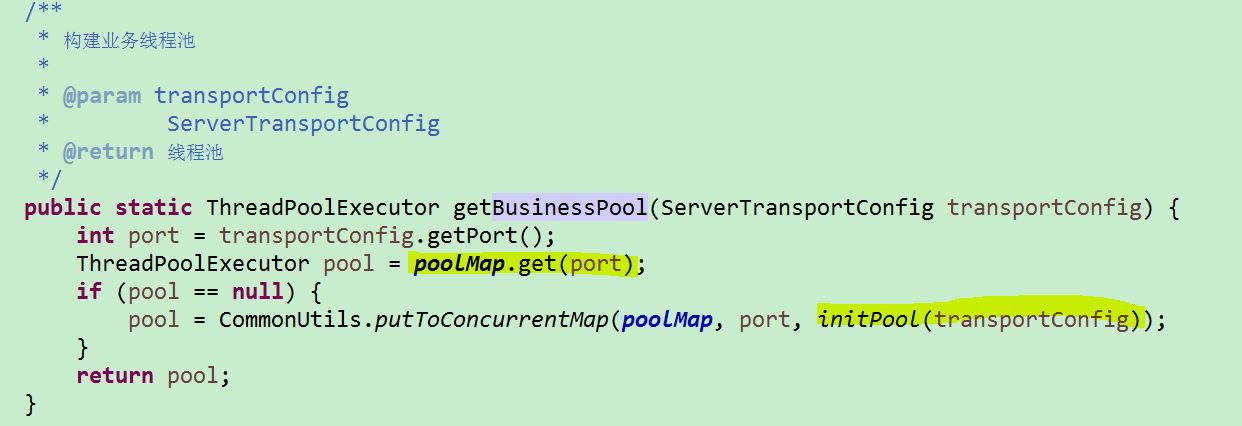 /**
 * 构建业务线程池
 *
 * @param transportConfig
 *         ServerTransportConfig
 * @return 线程池
 */
public static ThreadPoolExecutor getBusinessPool(ServerTransportConfig transportConfig) {
    int port = transportConfig.getPort();
    ThreadPoolExecutor pool = poolMap.get(port);
    if (pool == null) {
        pool = CommonUtils.putToConcurrentMap(poolMap, port, initPool(transportConfig));
    }
    return pool;
}